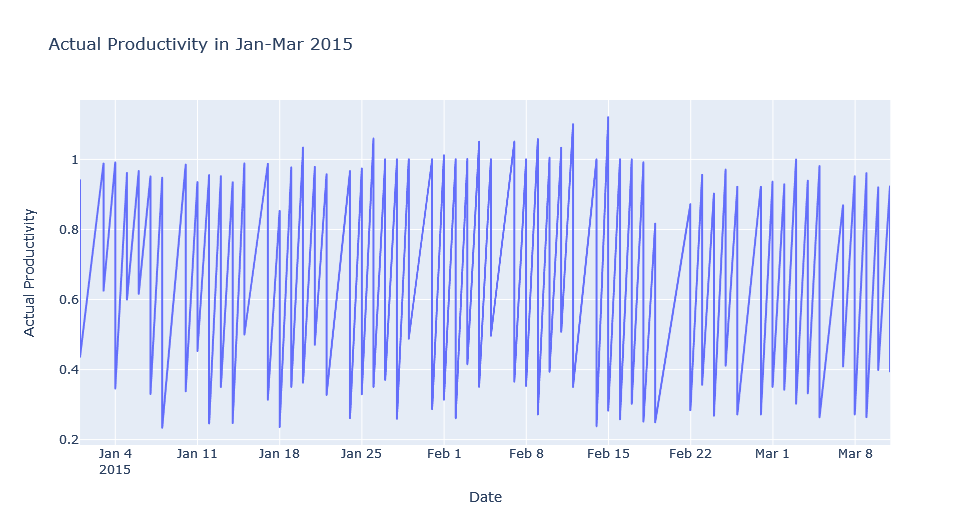 Actual Productivity in Jan-Mar 2015
Actual Productivity
1
0.8
0.6
0.4
0.2
Jan 4 Jan 11 Jan 18 Jan 25 Feb 1 Feb 8 Feb 15 Feb 22 Mar 1 Mar 8
2015
Date